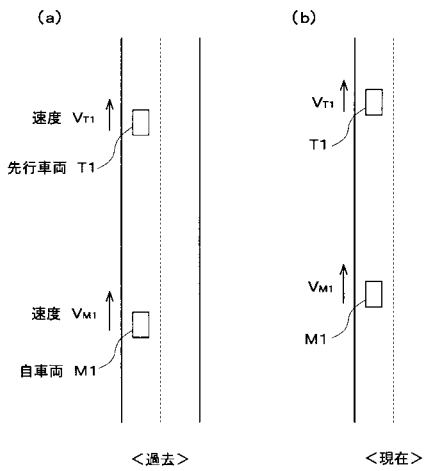 (a)
速度 VT1
先行車両 T1
速度 VM1
自車両 M1
<過去>
(b)
VT1
T1
VM1
M1
<現在>